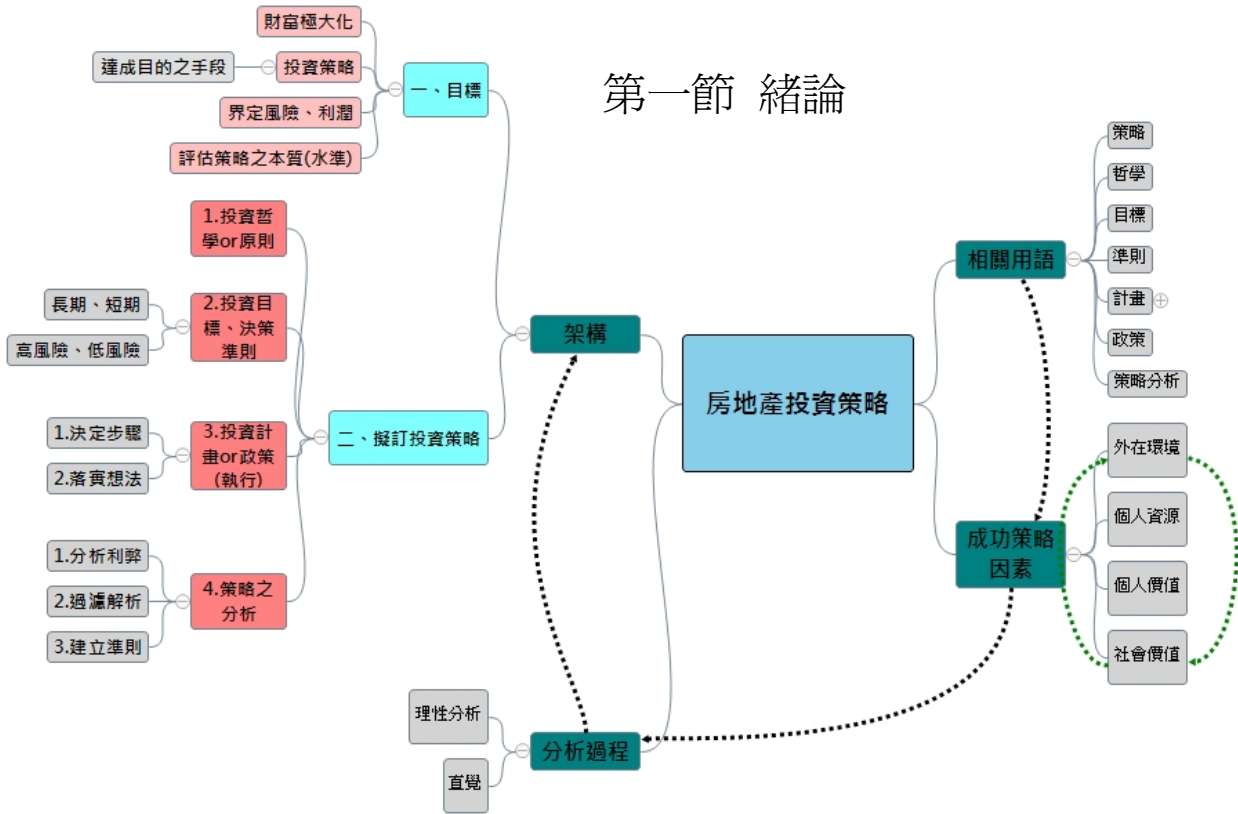 第一節 緒論
房地產投資策略
相關用語
策略
哲學
目標
準則
計畫
政策
策略分析
成功策略
因素
外在環境
個人資源
個人價值
社會價值
分析過程
理性分析
直覺
架構
一、目標
財富極大化
投資策略
達成目的之手段
界定風險、利潤
評估策略之本質(水準)
二、擬訂投資策略
1.投資哲
學or原則
2.投資目
標、決策
準則
長期、短期
高風險、低風險
3.投資計
畫or政策
(執行)
1.決定步驟
2.落實想法
4.策略之
分析
1.分析利弊
2.過濾解析
3.建立準則